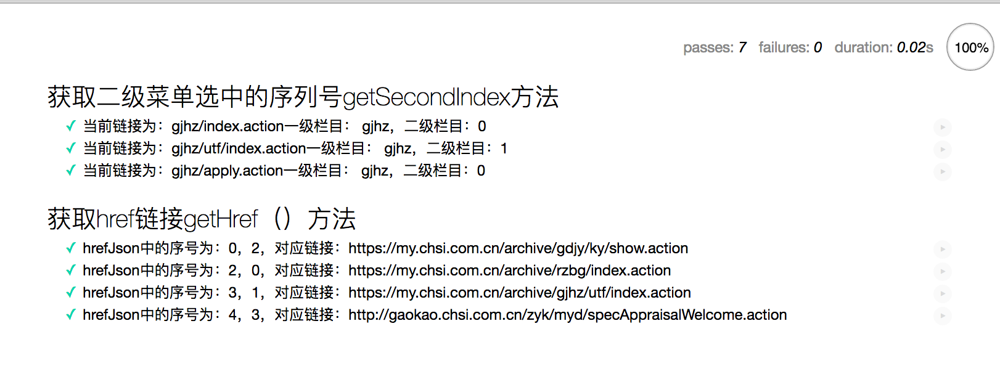 passes: 7 failures: 0 duration: 0.02s 100%
获取二级菜单选中的序列号getSecondIndex方法
✓ 当前链接为：gjhz/index.action一级栏目： gjhz，二级栏目：0
✓ 当前链接为：gjhz/utf/index.action一级栏目： gjhz，二级栏目：1
✓ 当前链接为：gjhz/apply.action一级栏目： gjhz，二级栏目：0
获取href链接getHref（）方法
✓ hrefJson中的序号为：0，2，对应链接：https://my.chsi.com.cn/archive/gdjy/ky/show.action
✓ hrefJson中的序号为：2，0，对应链接：https://my.chsi.com.cn/archive/rzbg/index.action
✓ hrefJson中的序号为：3，1，对应链接：https://my.chsi.com.cn/archive/gjhz/utf/index.action
✓ hrefJson中的序号为：4，3，对应链接：http://gaokao.chsi.com.cn/zyk/myd/specAppraisalWelcome.action